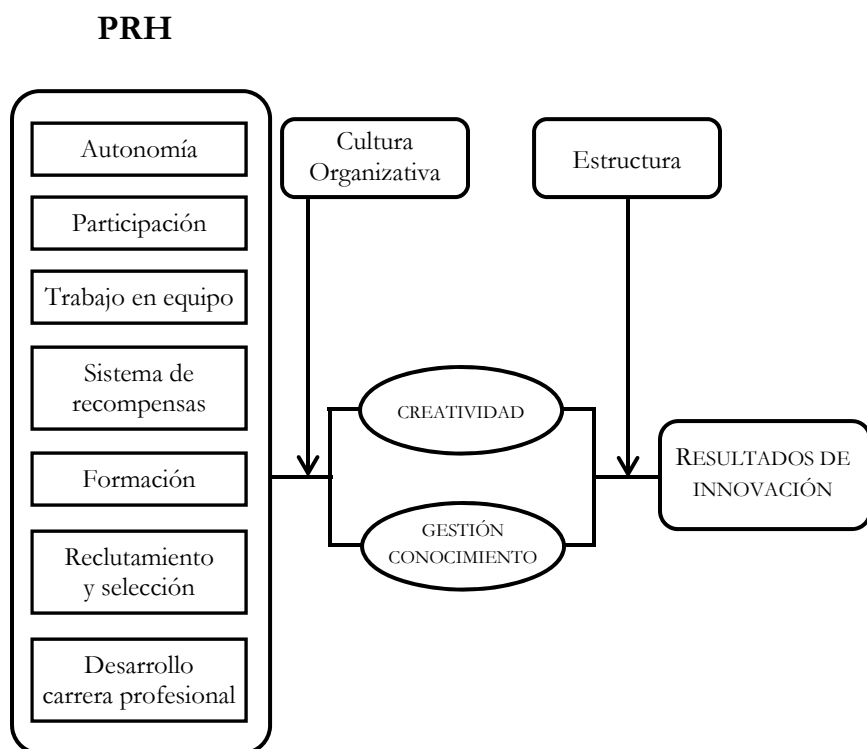 PRH
Autonomía
Participación
Trabajo en equipo
Sistema de
recompensas
Formación
Reclutamiento
y selección
Desarrollo
carrera profesional
Cultura
Organizativa
Estructura
CREATIVIDAD
GESTIÓN
CONOCIMIENTO
RESULTADOS DE
INNOVACIÓN